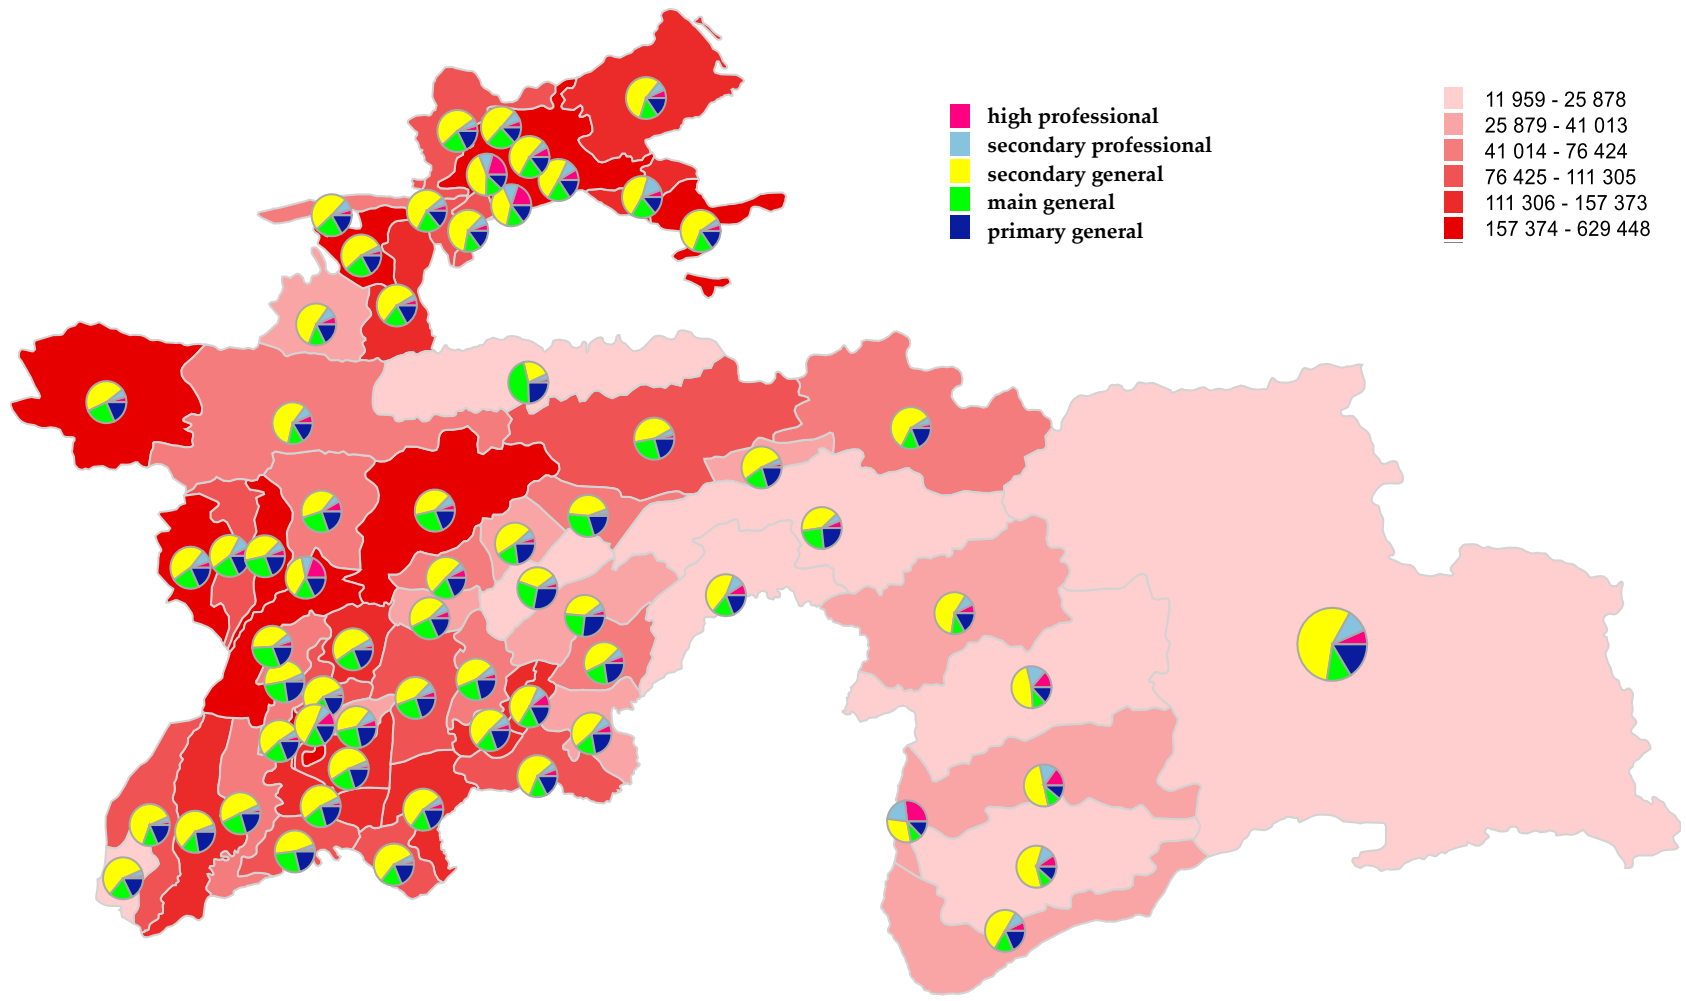 high professional
secondary professional
secondary general
main general
primary general
11 959 - 25 878
25 879 - 41 013
41 014 - 76 424
76 425 - 111 305
111 306 - 157 373
157 374 - 629 448